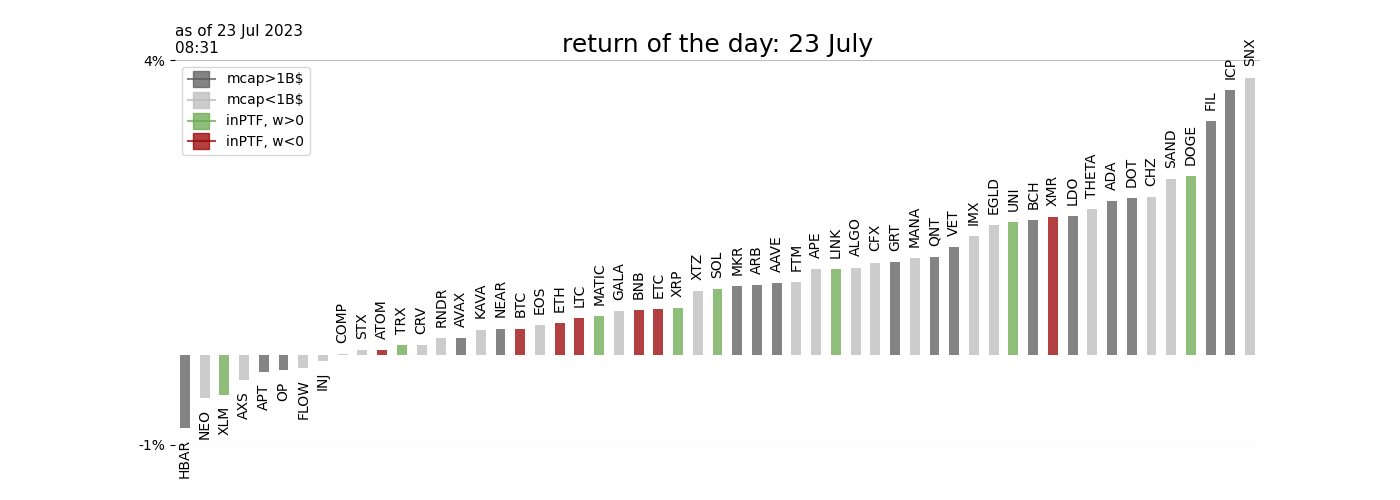 as of 23 Jul 2023
08:31
return of the day: 23 July
4%
-1%
mcap>1B$
mcap<1B$
inPTF, w>0
inPTF, w<0
HBAR
NEO
XLM
AXS
APT
OP
FLOW
INJ
COMP
STX
ATOM
TRX
CRV
RNDR
AVAX
KAVA
NEAR
BTC
EOS
ETH
LTC
MATIC
GALA
BNB
ETC
XRP
XTZ
SOL
MKR
ARB
AAVE
FTM
APE
LINK
ALGO
CFX
GRT
MANA
QNT
VET
IMX
EGLD
UNI
BCH
XMR
LDO
THETA
ADA
DOT
CHZ
SAND
DOGE
FIL
ICP
SNX